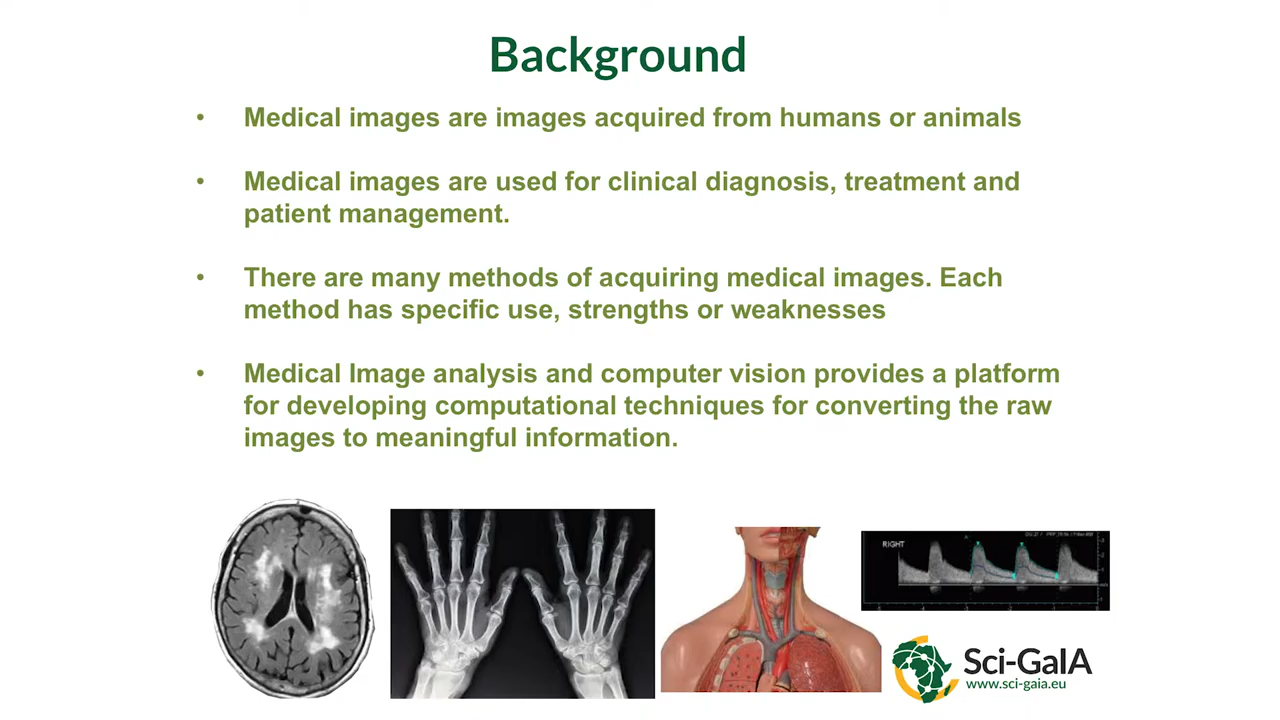 Background
• Medical images are images acquired from humans or animals
• Medical images are used for clinical diagnosis, treatment and
patient management.
• There are many methods of acquiring medical images. Each
method has specific use, strengths or weaknesses
• Medical Image analysis and computer vision provides a platform
for developing computational techniques for converting the raw
images to meaningful information.
RIGHT
Sci-GaIA
www.sci-gaia.eu